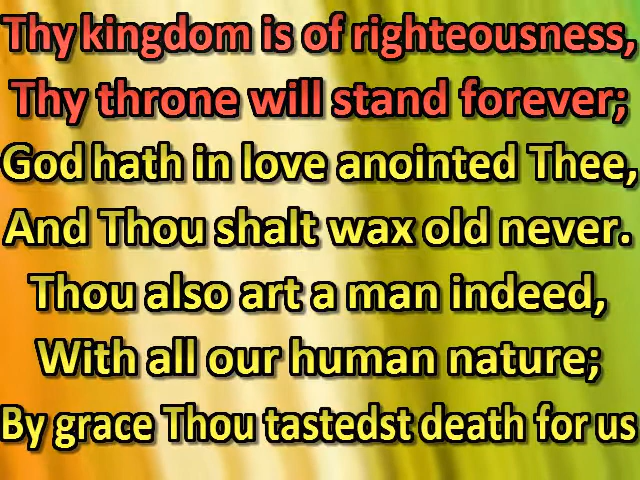 Thy kingdom is of righteousness,
Thy throne will stand forever;
God hath in love anointed Thee,
And Thou shalt wax old never.
Thou also art a man indeed,
With all our human nature;
By grace Thou tastedst death for us